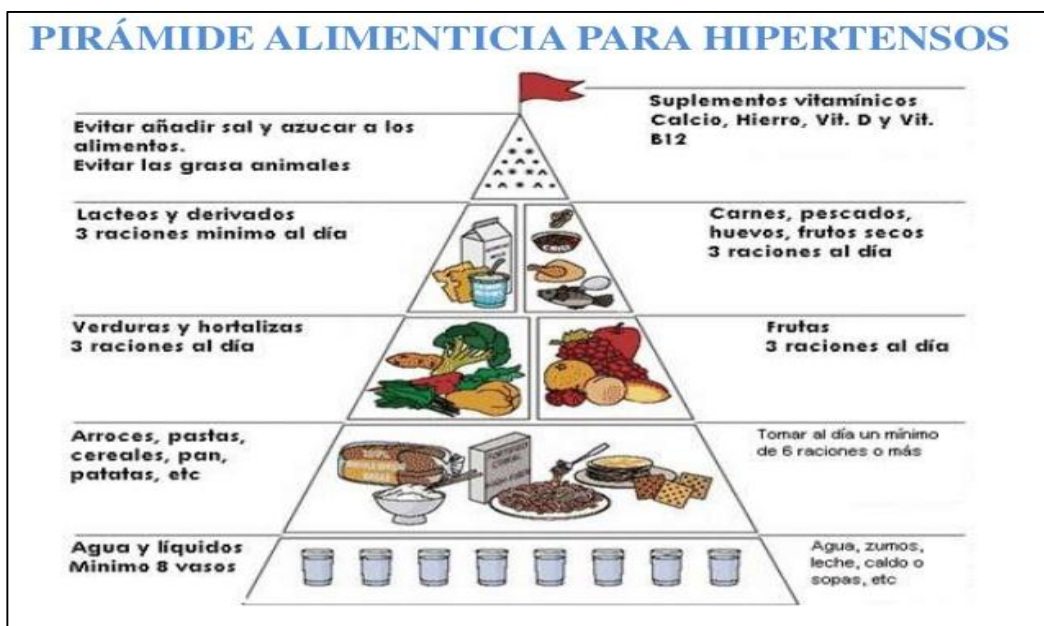 PIRÁMIDE ALIMENTICIA PARA HIPERTENSOS
Suplementos vitamínicos
Calcio, Hierro, Vit. D y Vit.
B12
Evitar añadir sal y azucar a los
alimentos.
Evitar las grasa animales
Lacteos y derivados
3 raciones minimo al día
Carnes, pescados,
huevos, frutos secos
3 raciones al día
Verduras y hortalizas
3 raciones al día
Frutas
3 raciones al día
Arroces, pastas,
cereales, pan,
patatas, etc
Tomar al día un mínimo
de 6 raciones o más
100%
FORTIFIED
CEREAL
Agua y líquidos
Minimo 8 vasos
Agua, zumos,
leche, caldo o
sopas, etc